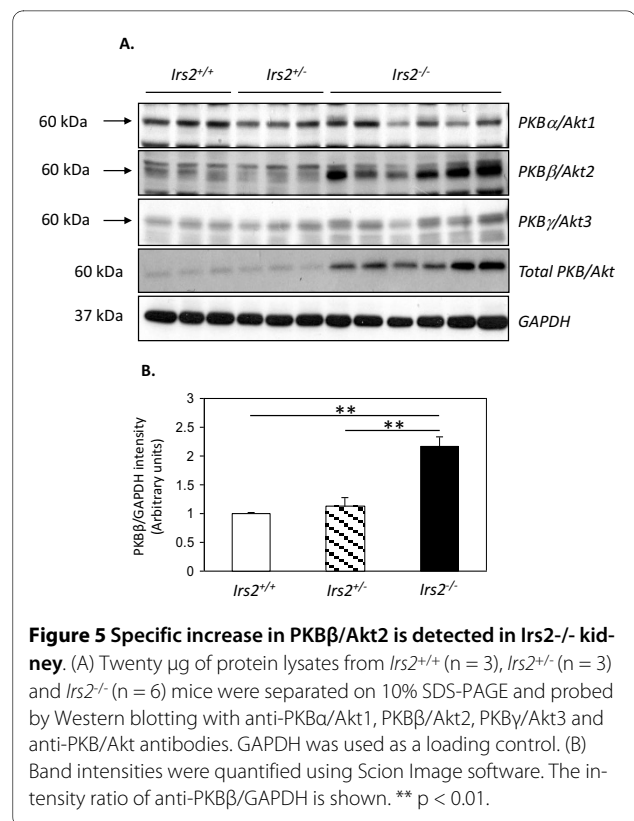 A.
Irs2+/+ Irs2+/- Irs2-/-
60 kDa PKBα/Akt1
60 kDa PKBβ/Akt2
60 kDa PKBγ/Akt3
60 kDa Total PKB/Akt
37 kDa GAPDH
B.
PKBβ/GAPDH intensity
(Arbitrary units)
3
2.5
2
1.5
1
0.5
0
**
**
Irs2+/+ Irs2+/- Irs2-/-
Figure 5 Specific increase in PKBβ/Akt2 is detected in Irs2-/- kid-
ney. (A) Twenty μg of protein lysates from Irs2+/+ (n = 3), Irs2+/- (n = 3)
and Irs2-/- (n = 6) mice were separated on 10% SDS-PAGE and probed
by Western blotting with anti-PKBα/Akt1, PKBβ/Akt2, PKBγ/Akt3 and
anti-PKB/Akt antibodies. GAPDH was used as a loading control. (B)
Band intensities were quantified using Scion Image software. The in-
tensity ratio of anti-PKBβ/GAPDH is shown. ** p < 0.01.